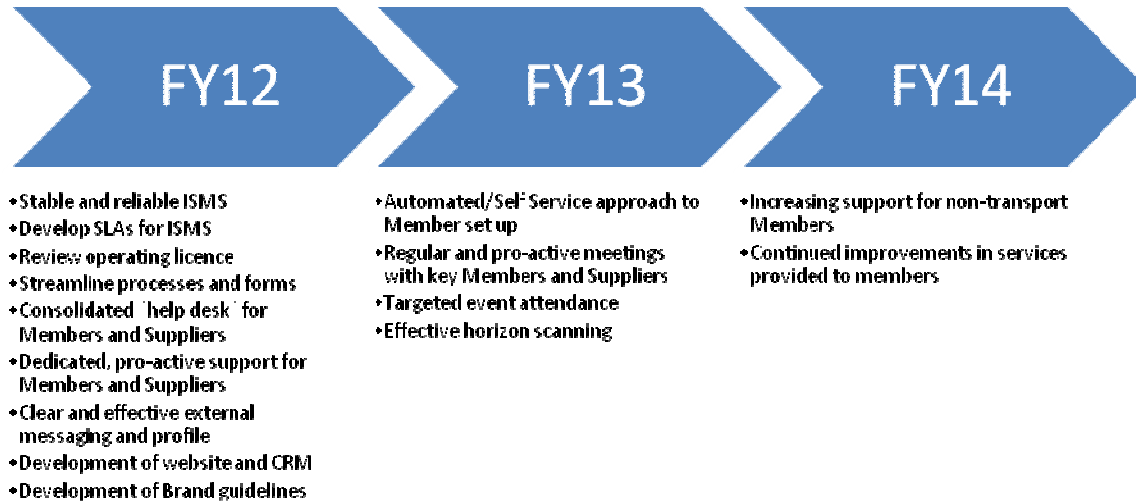 FY12
•Stable and reliable ISMS
•Develop SLAs for ISMS
•Review operating licence
•Streamline processes and forms
•Consolidated `help desk' for
Members and Suppliers
•Dedicated, pro-active support for
Members and Suppliers
•Clear and effective external
messaging and profile
•Development of website and CRM
•Development of Brand guidelines
FY13
•Automated/Self Service approach to
Member set up
•Regular and pro-active meetings
with key Members and Suppliers
•Targeted event attendance
•Effective horizon scanning
FY14
•Increasing support for non-transport
Members
•Continued improvements in services
provided to members